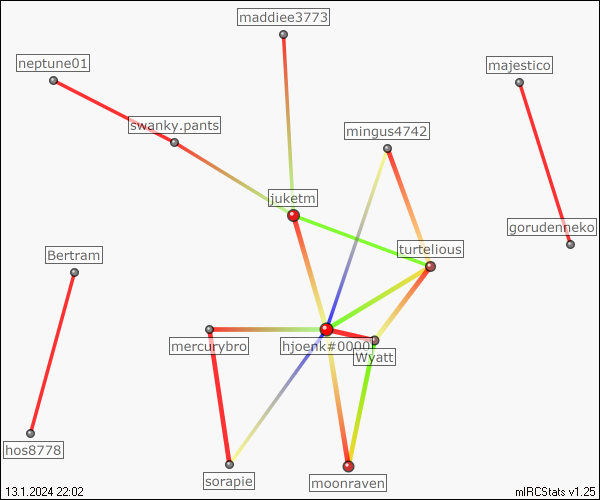 maddiee3773
neptune01
majestico
swanky.pants
mingus4742
juketm
gorudenneko
turtelious
Bertram
mercurybro
hjoenk#0000
Wyatt
hos8778
sorapie
moonraven
13.1.2024 22:02
mIRCStats v1.25